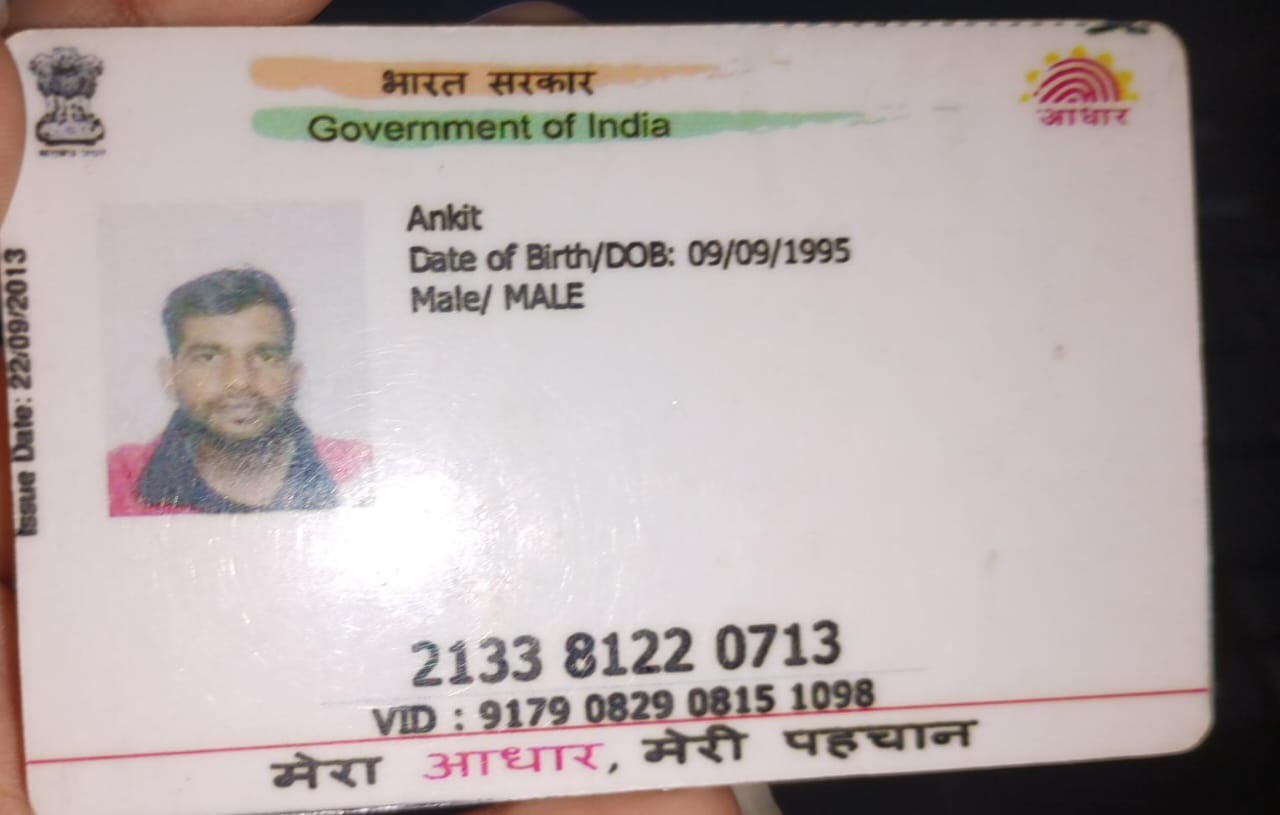 भारत सरकार
Government of India
आधार
Ankit
Date of Birth/DOB: 09/09/1995
Male/ MALE
Issue Date: 22/09/2013
2133 8122 0713
VID : 9179 0829 0815 1098
मेरा आधार, मेरी पहचान